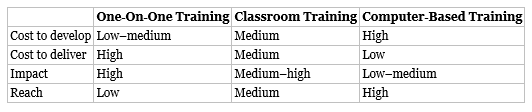 One-On-One Training Classroom Training Computer-Based Training
Cost to develop Low–medium Medium High
Cost to deliver High Medium Low
Impact High Medium–high Low–medium
Reach Low Medium High